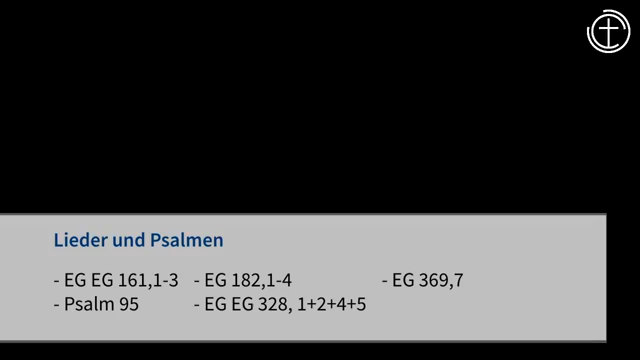 Lieder und Psalmen
- EG EG 161,1-3 - EG 182,1-4 - EG 369,7
- Psalm 95 - EG EG 328, 1+2+4+5